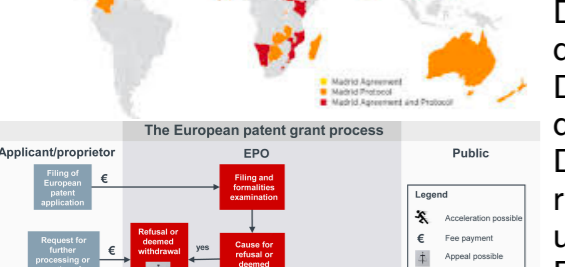 Madrid Agreement
Madrid Protocol
Madrid Agreement and Protocol
The European patent grant process
Applicant/proprietor
EPO
Public
Filing of
European
patent
application
€
Filing and
formalities
examination
Legend
Acceleration possible
€ Fee payment
‡ Appeal possible
Request for
further
processing or
€
Refusal or
deemed
withdrawal
yes
Cause for
refusal or
deemed